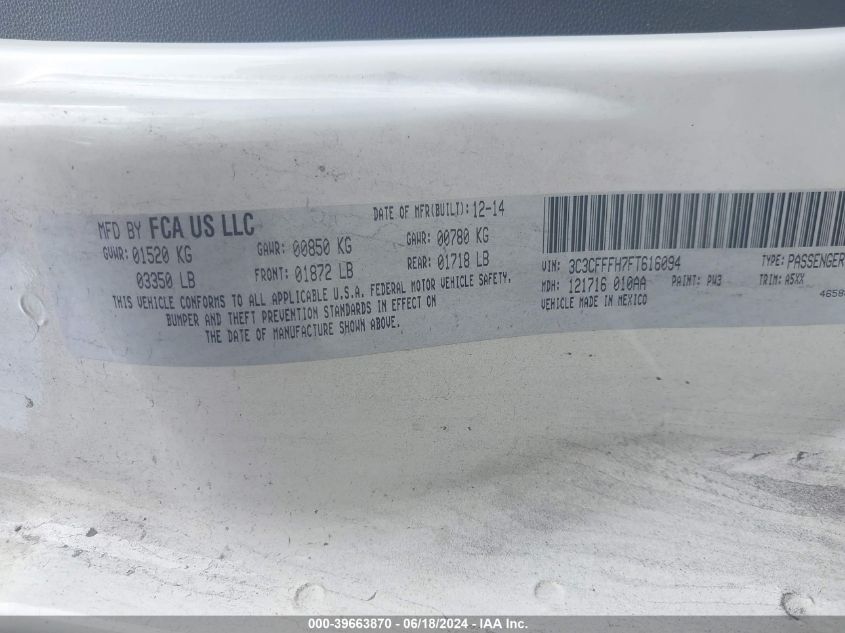 MFD BY FCA US LLC
DATE OF MFR(BUILT): 12-14
GVWR: 01520 KG
GAWR: 00850 KG
GAWR: 00780 KG
03350 LB
FRONT: 01872 LB
REAR: 01718 LB
THIS VEHICLE CONFORMS TO ALL APPLICABLE U.S.A. FEDERAL MOTOR VEHICLE SAFETY,
BUMPER AND THEFT PREVENTION STANDARDS IN EFFECT ON
THE DATE OF MANUFACTURE SHOWN ABOVE.
VIN: 3C3CFFFH7FT616094
TYPE: PASSENGER
MDH: 121716 010AA
PAINT: PW3
TRIM: A5XX
VEHICLE MADE IN MEXICO
000-39663870 - 06/18/2024 - IAA Inc.